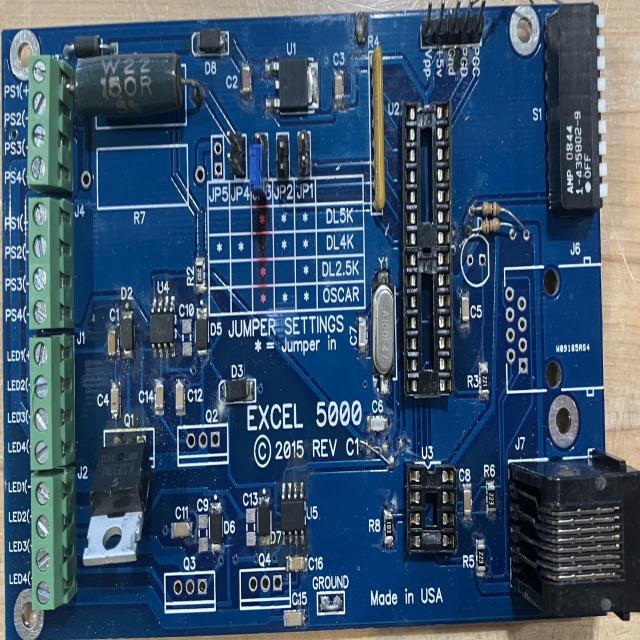 D8
U1
C2
C3
R4
Vpp
+5v
Gnd
PGD
PGC
W22
150R
PS1(
PS2(
PS3(
PS4(
J4
R7
U2
S1
AMP 0844
1-435802-9
OFF
JP5
JP4
JP2
JP1
* * DL5K
* * * * DL4K
* * DL2.5K
* * * OSCAR
JUMPER SETTINGS
* = Jumper in
PS1(
PS2(
PS3(
PS4(
J1
R2
D2
U4
C10
C1
D5
Y1
C5
J6
W89185AS4
R3
221
LED1(
LED2(
LED3(
LED4(
J2
C4
C14
C12
D3
Q1
Q2
C6
EXCEL 5000
© 2015 REV C1
LED1(
LED2(
LED3(
LED4(
C11
C9
D6
C13
D7
U5
U3
C8
R6
J7
R8
103
R5
Q3
Q4
C16
C15
GROUND
Made in USA